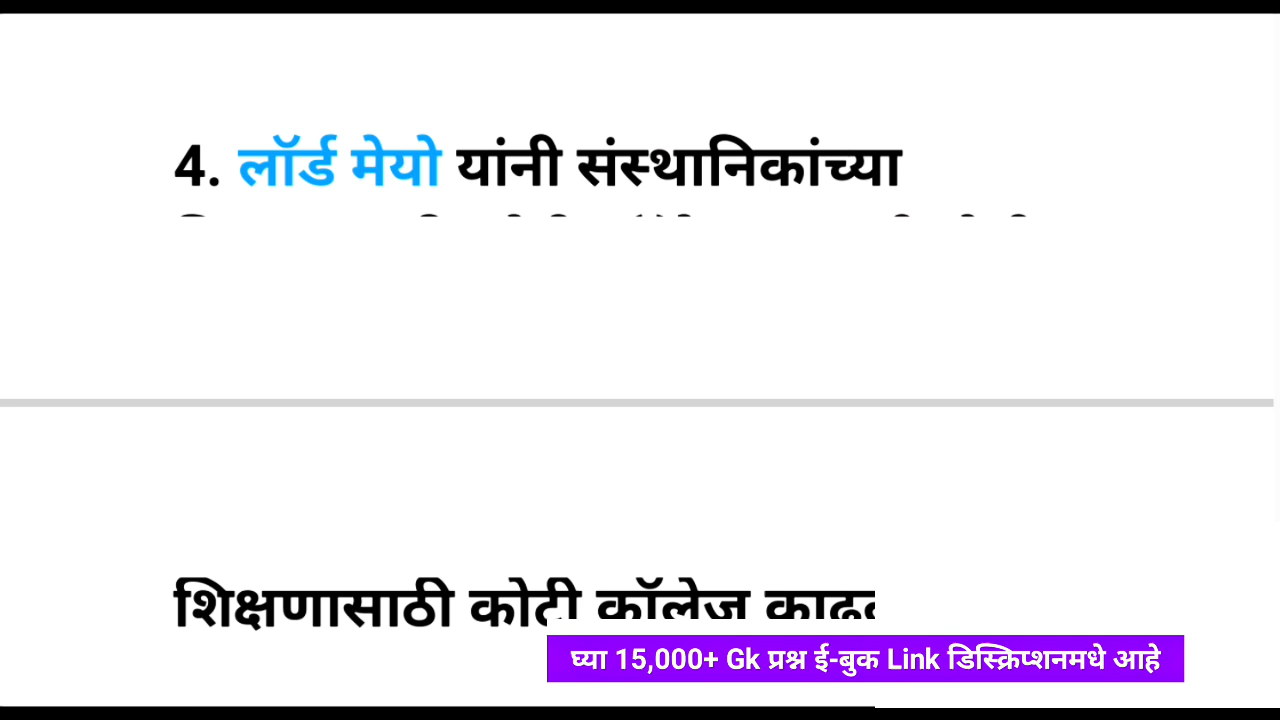 4. लॉर्ड मेयो यांनी संस्थानिकांच्या
शिक्षणासाठी कोटी कॉलेज
घ्या 15,000+ Gk प्रश्न ई-बुक Link डिस्क्रिप्शनमधे आहे